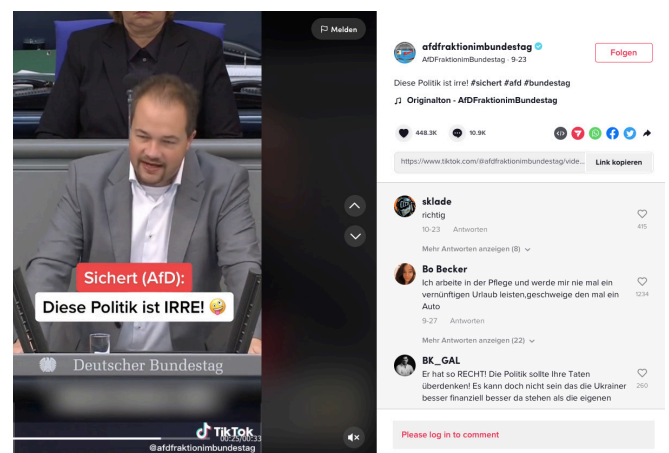 Melden
Sichert (AfD):
Diese Politik ist IRRE! 🤪
Deutscher Bundestag
TikTok
00:25/00:33
@afdfraktionimbundestag
afdfraktionimbundestag
AfDFraktionimBundestag · 9-23
Folgen
Diese Politik ist irre! #sichert #afd #bundestag
♫ Originalton - AfDFraktionimBundestag
448.3K 10.9K
https://www.tiktok.com/@afdfraktionimbundestag/vide... Link kopieren
sklade
richtig
10-23 Antworten
415
Mehr Antworten anzeigen (8)
Bo Becker
Ich arbeite in der Pflege und werde mir nie mal ein
vernünftigen Urlaub leisten,geschweige den mal ein
Auto
1234
9-27 Antworten
Mehr Antworten anzeigen (22)
BK_GAL
Er hat so RECHT! Die Politik sollte Ihre Taten
überdenken! Es kann doch nicht sein das die Ukrainer
besser finanziell besser da stehen als die eigenen
260
Please log in to comment